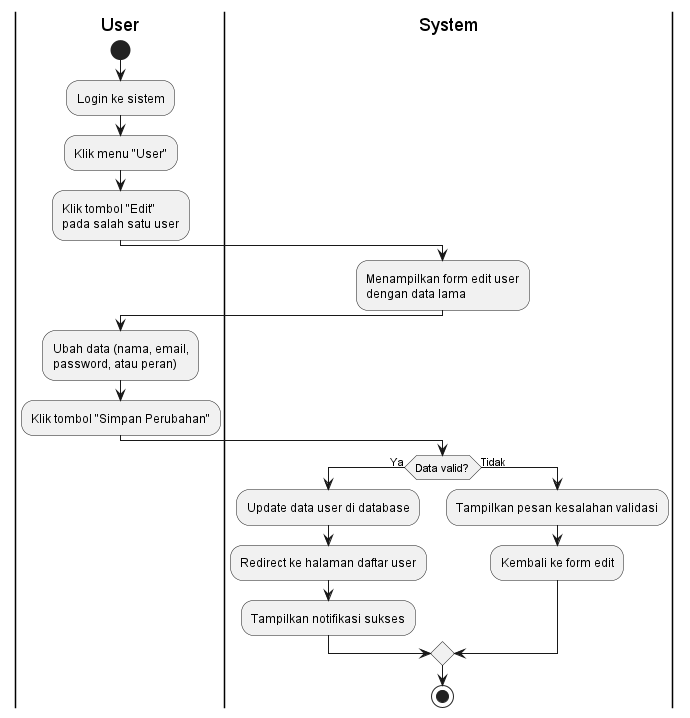 User
System
Login ke sistem
Klik menu "User"
Klik tombol "Edit"
pada salah satu user
Menampilkan form edit user
dengan data lama
Ubah data (nama, email,
password, atau peran)
Klik tombol "Simpan Perubahan"
Data valid?
Ya
Tidak
Update data user di database
Redirect ke halaman daftar user
Tampilkan notifikasi sukses
Tampilkan pesan kesalahan validasi
Kembali ke form edit